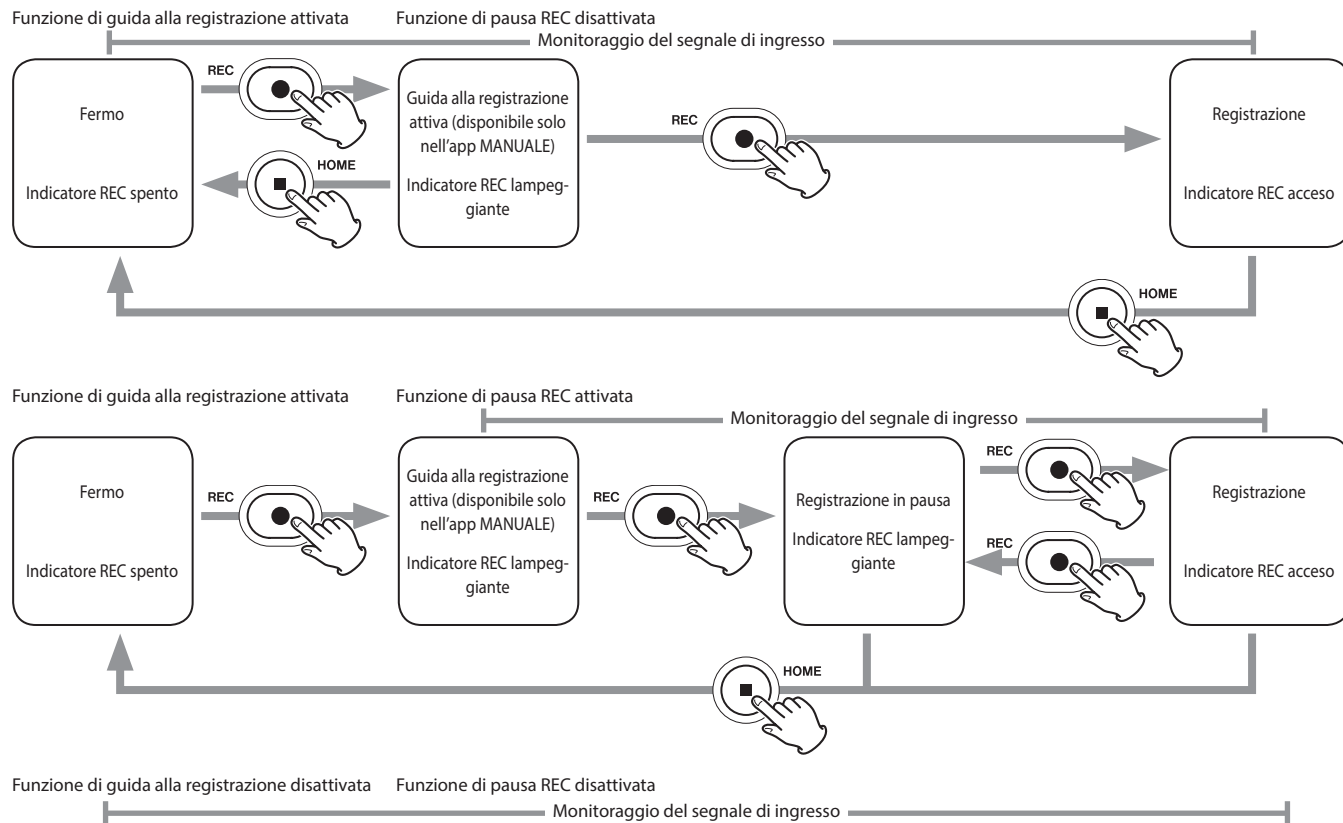 Funzione di guida alla registrazione attivata Funzione di pausa REC disattivata
Monitoraggio del segnale di ingresso
Fermo
Indicatore REC spento
REC
HOME
Guida alla registrazione
attiva (disponibile solo
nell'app MANUALE)
Indicatore REC lampeg-
giante
REC
Registrazione
Indicatore REC acceso
HOME
Funzione di guida alla registrazione attivata Funzione di pausa REC attivata
Monitoraggio del segnale di ingresso
Fermo
Indicatore REC spento
REC
Guida alla registrazione
attiva (disponibile solo
nell'app MANUALE)
Indicatore REC lampeg-
giante
REC
Registrazione in pausa
Indicatore REC lampeg-
giante
REC
REC
Registrazione
Indicatore REC acceso
HOME
Funzione di guida alla registrazione disattivata Funzione di pausa REC disattivata
Monitoraggio del segnale di ingresso